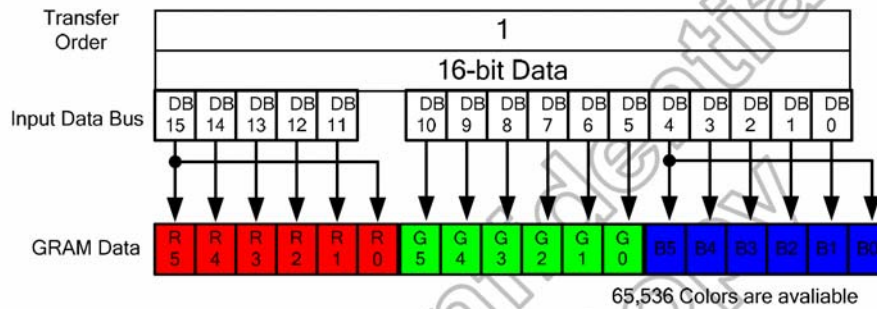 Transfer Order
1
16-bit Data
Input Data Bus
DB 15 DB 14 DB 13 DB 12 DB 11 DB 10 DB 9 DB 8 DB 7 DB 6 DB 5 DB 4 DB 3 DB 2 DB 1 DB 0
GRAM Data
R 5 R 4 R 3 R 2 R 1 R 0 G 5 G 4 G 3 G 2 G 1 G 0 B5 B4 B3 B2 B1 B0
65,536 Colors are avaliable